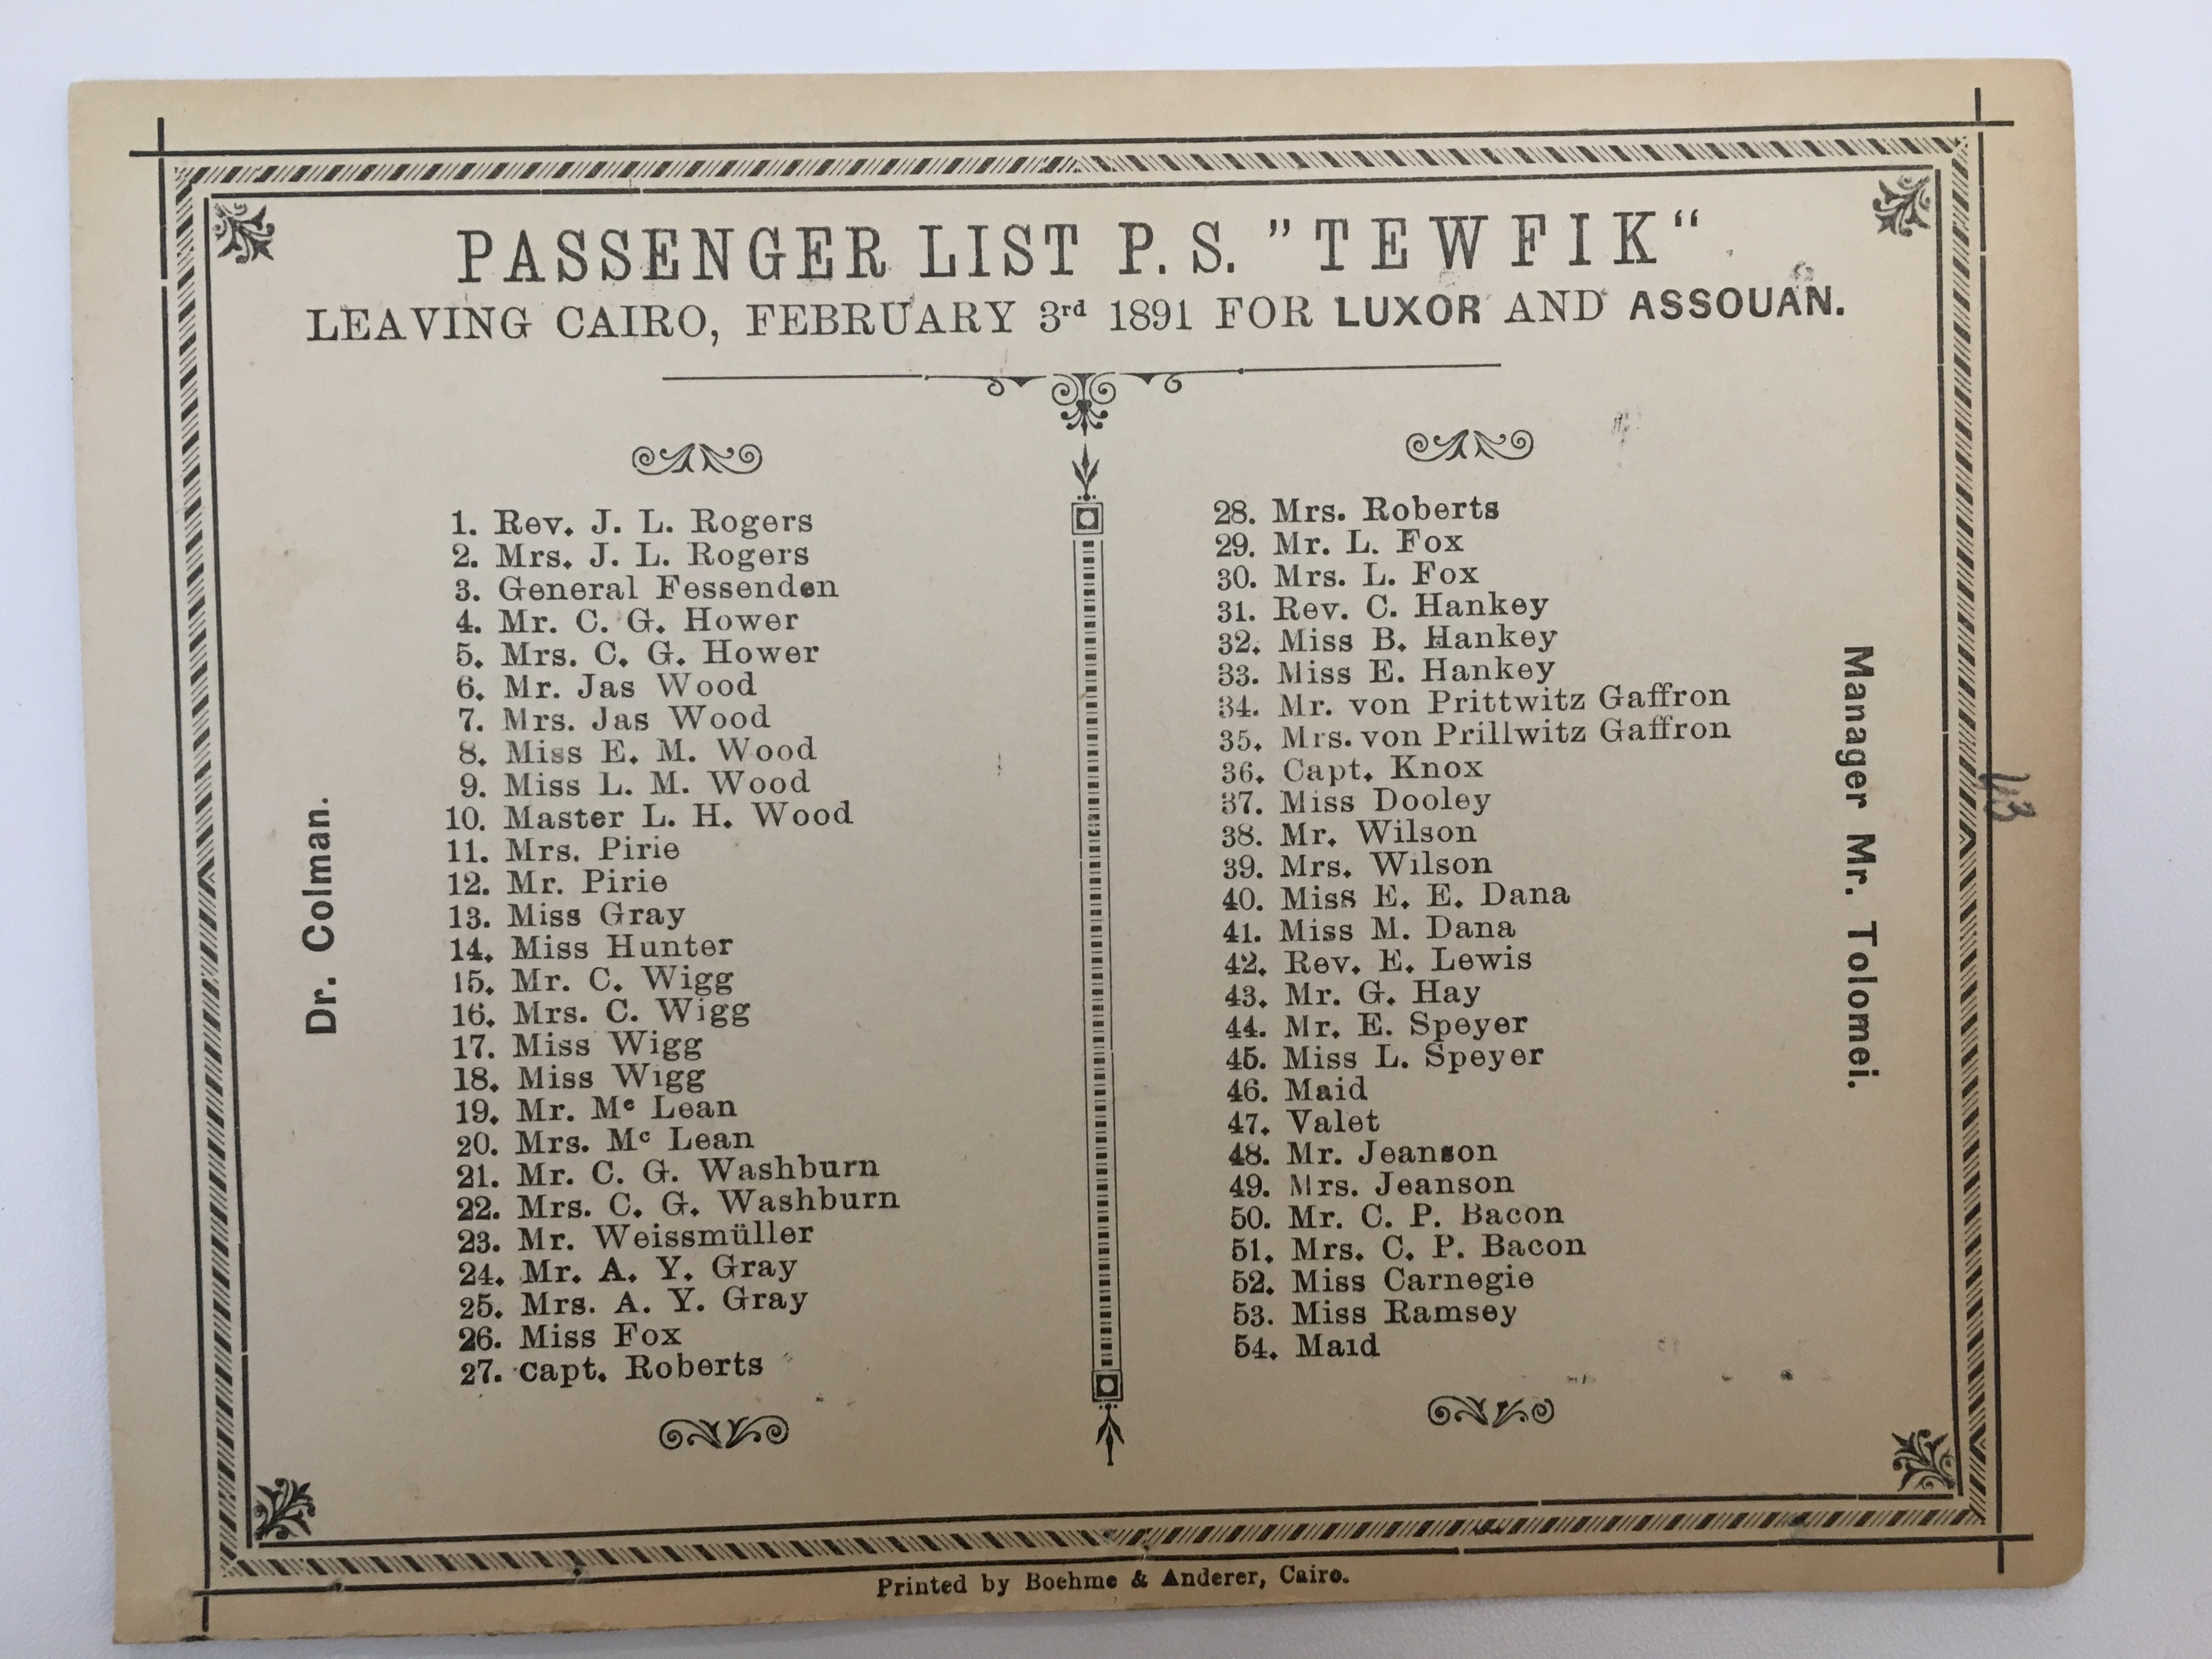 PASSENGER LIST P. S. "TEWFIK“
LEAVING CAIRO, FEBRUARY 3rd 1891 FOR LUXOR AND ASSOUAN.
Dr. Colman.
1. Rev. J. L. Rogers
2. Mrs. J. L. Rogers
3. General Fessenden
4. Mr. C. G. Hower
5. Mrs. C. G. Hower
6. Mr. Jas Wood
7. Mrs. Jas Wood
8. Miss E. M. Wood
9. Miss L. M. Wood
10. Master L. H. Wood
11. Mrs. Pirie
12. Mr. Pirie
13. Miss Gray
14. Miss Hunter
15. Mr. C. Wigg
16. Mrs. C. Wigg
17. Miss Wigg
18. Miss Wigg
19. Mr. Mc Lean
20. Mrs. Mc Lean
21. Mr. C. G. Washburn
22. Mrs. C. G. Washburn
23. Mr. Weissmüller
24. Mr. A. Y. Gray
25. Mrs. A. Y. Gray
26. Miss Fox
27. Capt. Roberts
28. Mrs. Roberts
29. Mr. L. Fox
30. Mrs. L. Fox
31. Rev. C. Hankey
32. Miss B. Hankey
33. Miss E. Hankey
34. Mr. von Prittwitz Gaffron
35. Mrs. von Prillwitz Gaffron
36. Capt. Knox
37. Miss Dooley
38. Mr. Wilson
39. Mrs. Wilson
40. Miss E. E. Dana
41. Miss M. Dana
42. Rev. E. Lewis
43. Mr. G. Hay
44. Mr. E. Speyer
45. Miss L. Speyer
46. Maid
47. Valet
48. Mr. Jeanson
49. Mrs. Jeanson
50. Mr. C. P. Bacon
51. Mrs. C. P. Bacon
52. Miss Carnegie
53. Miss Ramsey
54. Maid
Manager Mr. Tolomei.
Printed by Boehme & Anderer, Cairo.